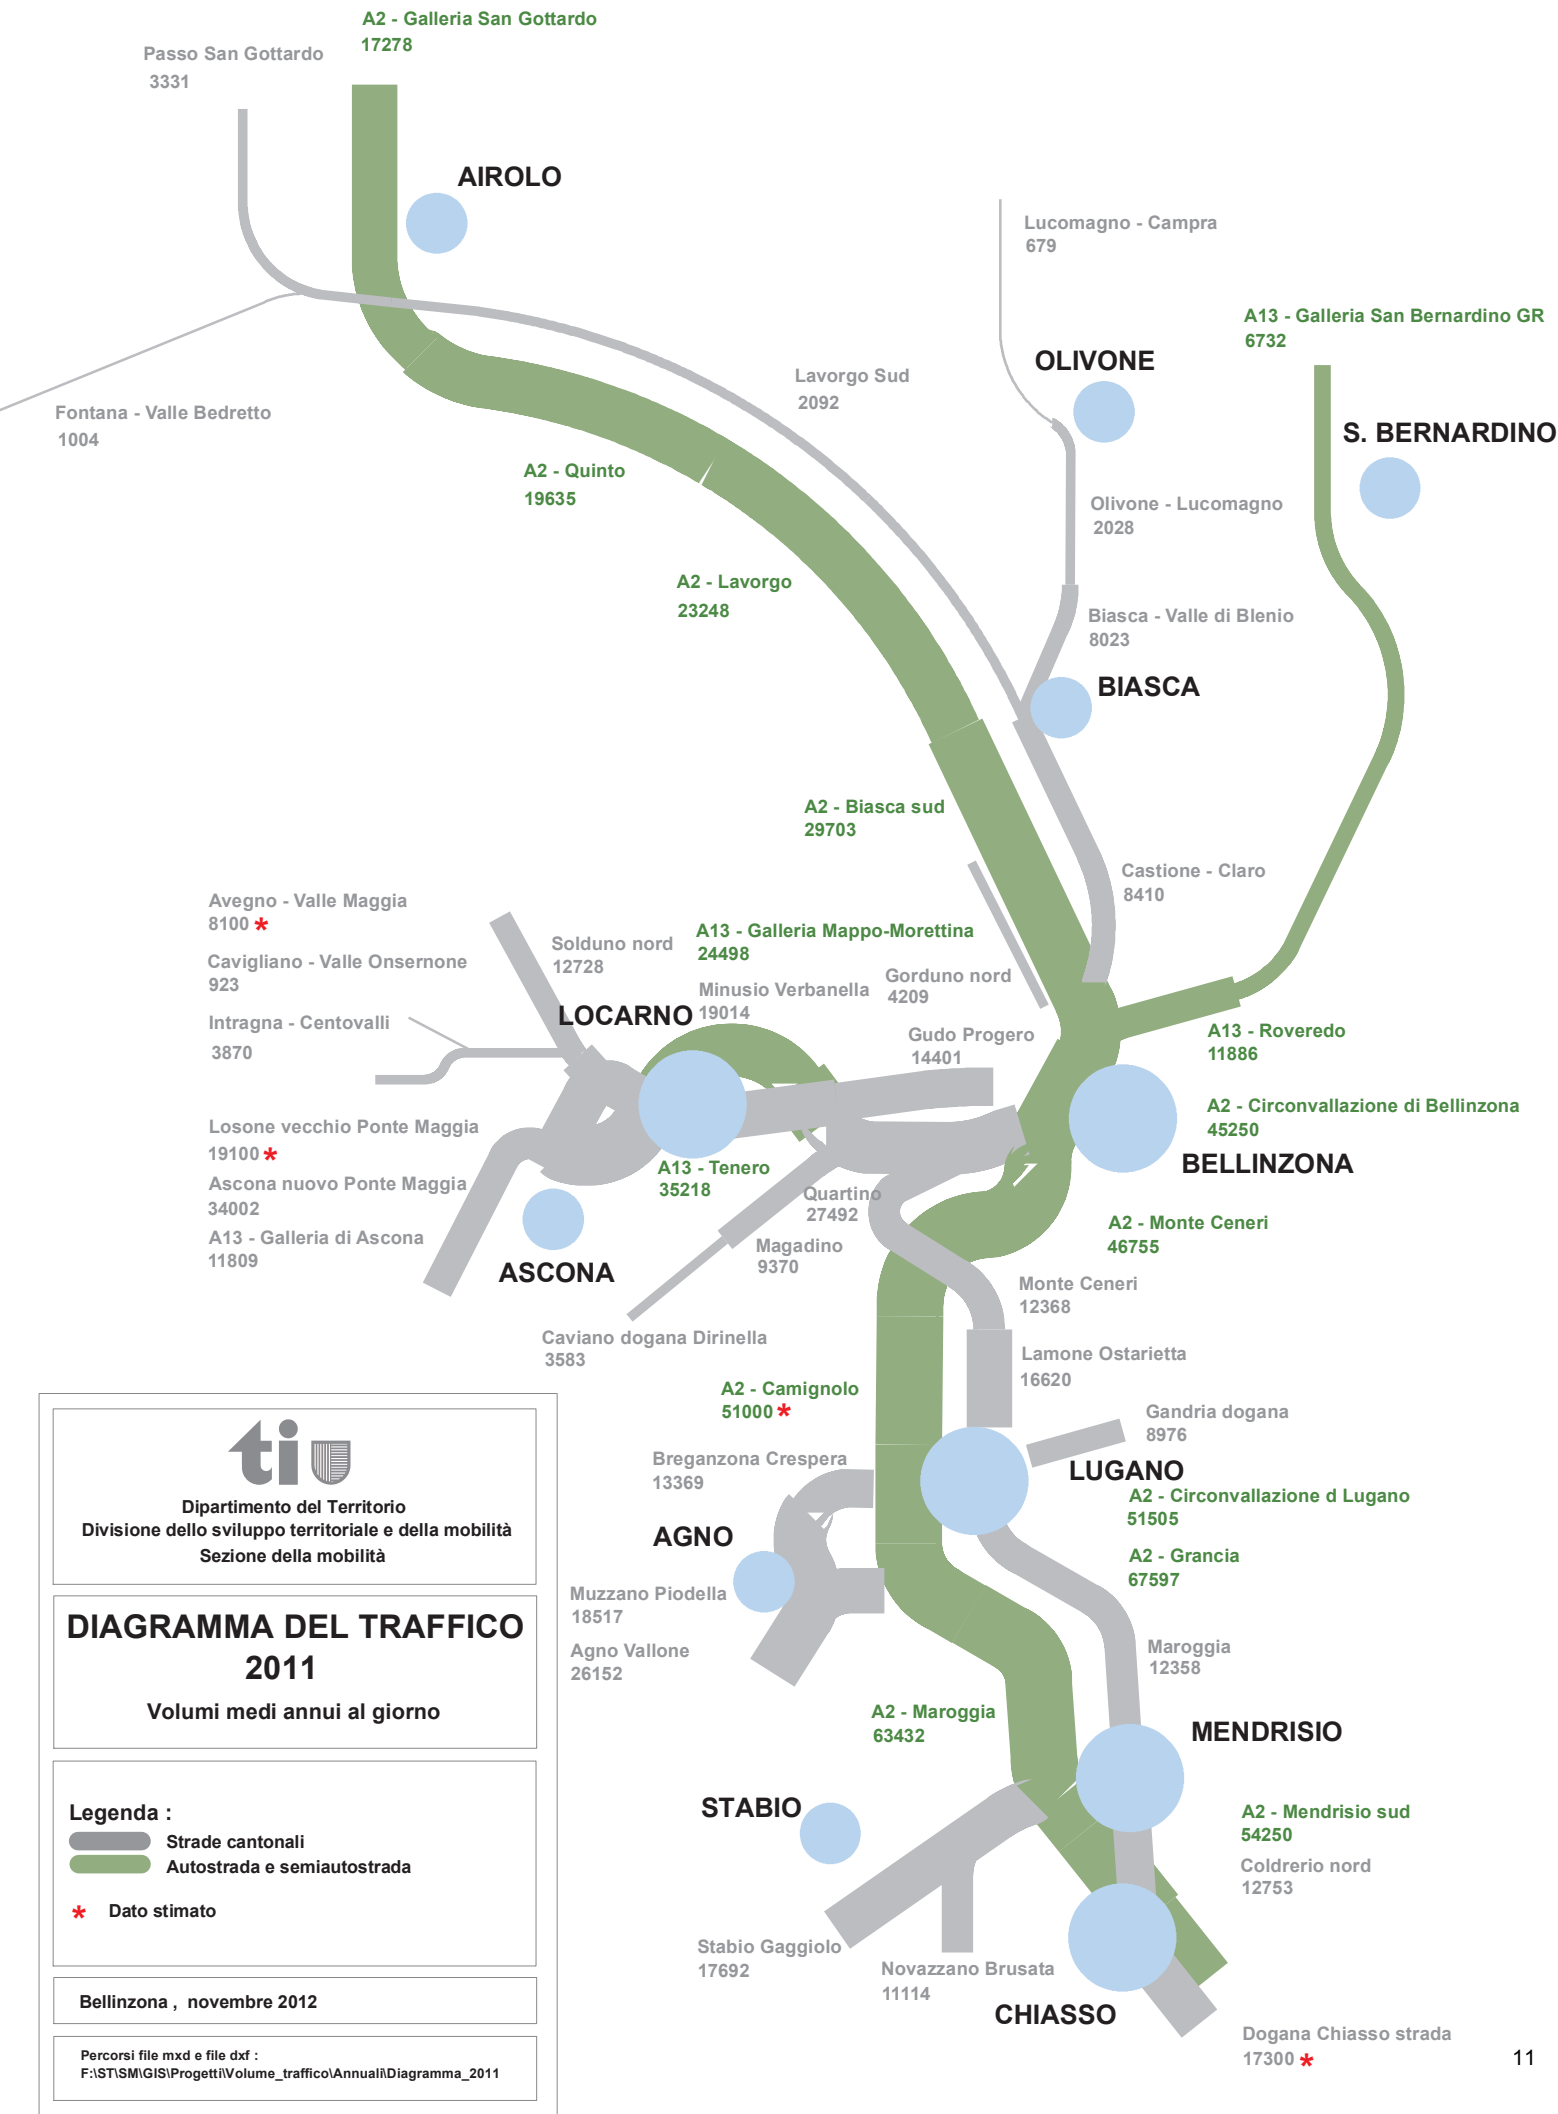 A2 - Galleria San Gottardo
17278
Passo San Gottardo
3331
AIROLO
Lucomagno - Campra
679
A13 - Galleria San Bernardino GR
6732
OLIVONE
Lavorgo Sud
2092
Fontana - Valle Bedretto
1004
S. BERNARDINO
A2 - Quinto
19635
Olivone - Lucomagno
2028
A2 - Lavorgo
23248
Biasca - Valle di Blenio
8023
BIASCA
A2 - Biasca sud
29703
Castione - Claro
8410
Avegno - Valle Maggia
8100 *
Solduno nord
12728
A13 - Galleria Mappo-Morettina
24498
Cavigliano - Valle Onsernone
923
Gorduno nord
4209
Minusio Verbanella
19014
LOCARNO
Intragna - Centovalli
3870
Gudo Progero
14401
A13 - Roveredo
11886
A2 - Circonvallazione di Bellinzona
45250
BELLINZONA
Losone vecchio Ponte Maggia
19100 *
A13 - Tenero
35218
Ascona nuovo Ponte Maggia
34002
Quartino
27492
A13 - Galleria di Ascona
11809
A2 - Monte Ceneri
46755
Magadino
9370
ASCONA
Monte Ceneri
12368
Caviano dogana Dirinella
3583
Lamone Ostarietta
16620
A2 - Camignolo
51000 *
Gandria dogana
8976
Breganzona Crespera
13369
LUGANO
A2 - Circonvallazione d Lugano
51505
AGNO
A2 - Grancia
67597
Muzzano Piodella
18517
Agno Vallone
26152
Maroggia
12358
A2 - Maroggia
63432
MENDRISIO
STABIO
A2 - Mendrisio sud
54250
Coldrerio nord
12753
Stabio Gaggiolo
17692
Novazzano Brusata
11114
CHIASSO
Dogana Chiasso strada
17300 *
ti
Dipartimento del Territorio
Divisione dello sviluppo territoriale e della mobilità
Sezione della mobilità
DIAGRAMMA DEL TRAFFICO
2011
Volumi medi annui al giorno
Legenda :
Strade cantonali
Autostrada e semiautostrada
* Dato stimato
Bellinzona , novembre 2012
Percorsi file mxd e file dxf :
F:\ST\SM\GIS\Progetti\Volume_traffico\Annuali\Diagramma_2011
11